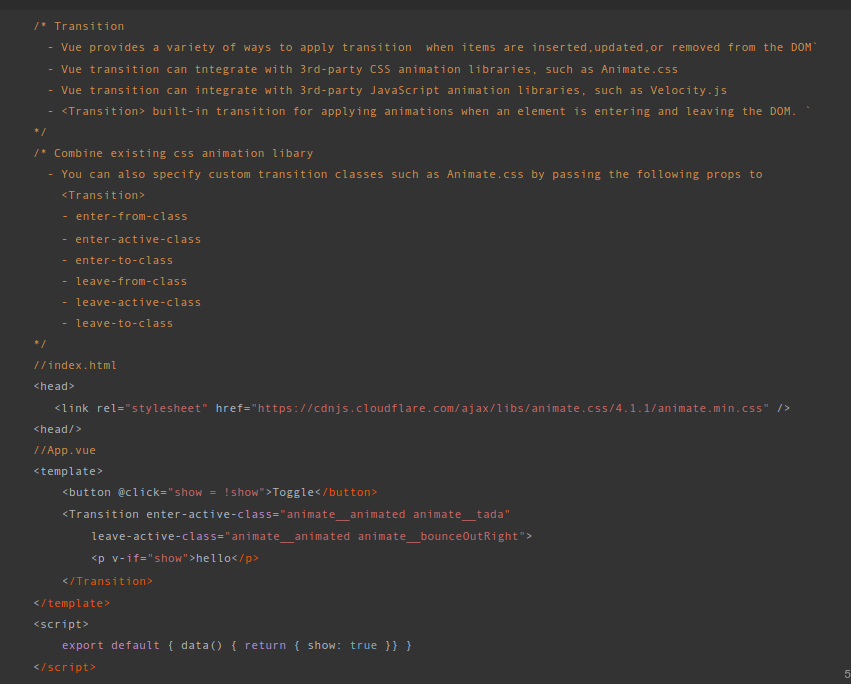 /* Transition
- Vue provides a variety of ways to apply transition  when items are inserted,updated,or removed from the DOM`
- Vue transition can tntegrate with 3rd-party CSS animation libraries, such as Animate.css
- Vue transition can integrate with 3rd-party JavaScript animation libraries, such as Velocity.js
- <Transition> built-in transition for applying animations when an element is entering and leaving the DOM. `
*/
/* Combine existing css animation libary
- You can also specify custom transition classes such as Animate.css by passing the following props to
<Transition>
- enter-from-class
- enter-active-class
- enter-to-class
- leave-from-class
- leave-active-class
- leave-to-class
*/
//index.html
<head>
<link rel="stylesheet" href="https://cdnjs.cloudflare.com/ajax/libs/animate.css/4.1.1/animate.min.css" />
<head/>
//App.vue
<template>
<button @click="show = !show">Toggle</button>
<Transition enter-active-class="animate__animated animate__tada"
leave-active-class="animate__animated animate__bounceOutRight">
<p v-if="show">hello</p>
</Transition>
</template>
<script>
export default { data() { return { show: true }} }
</script>
5